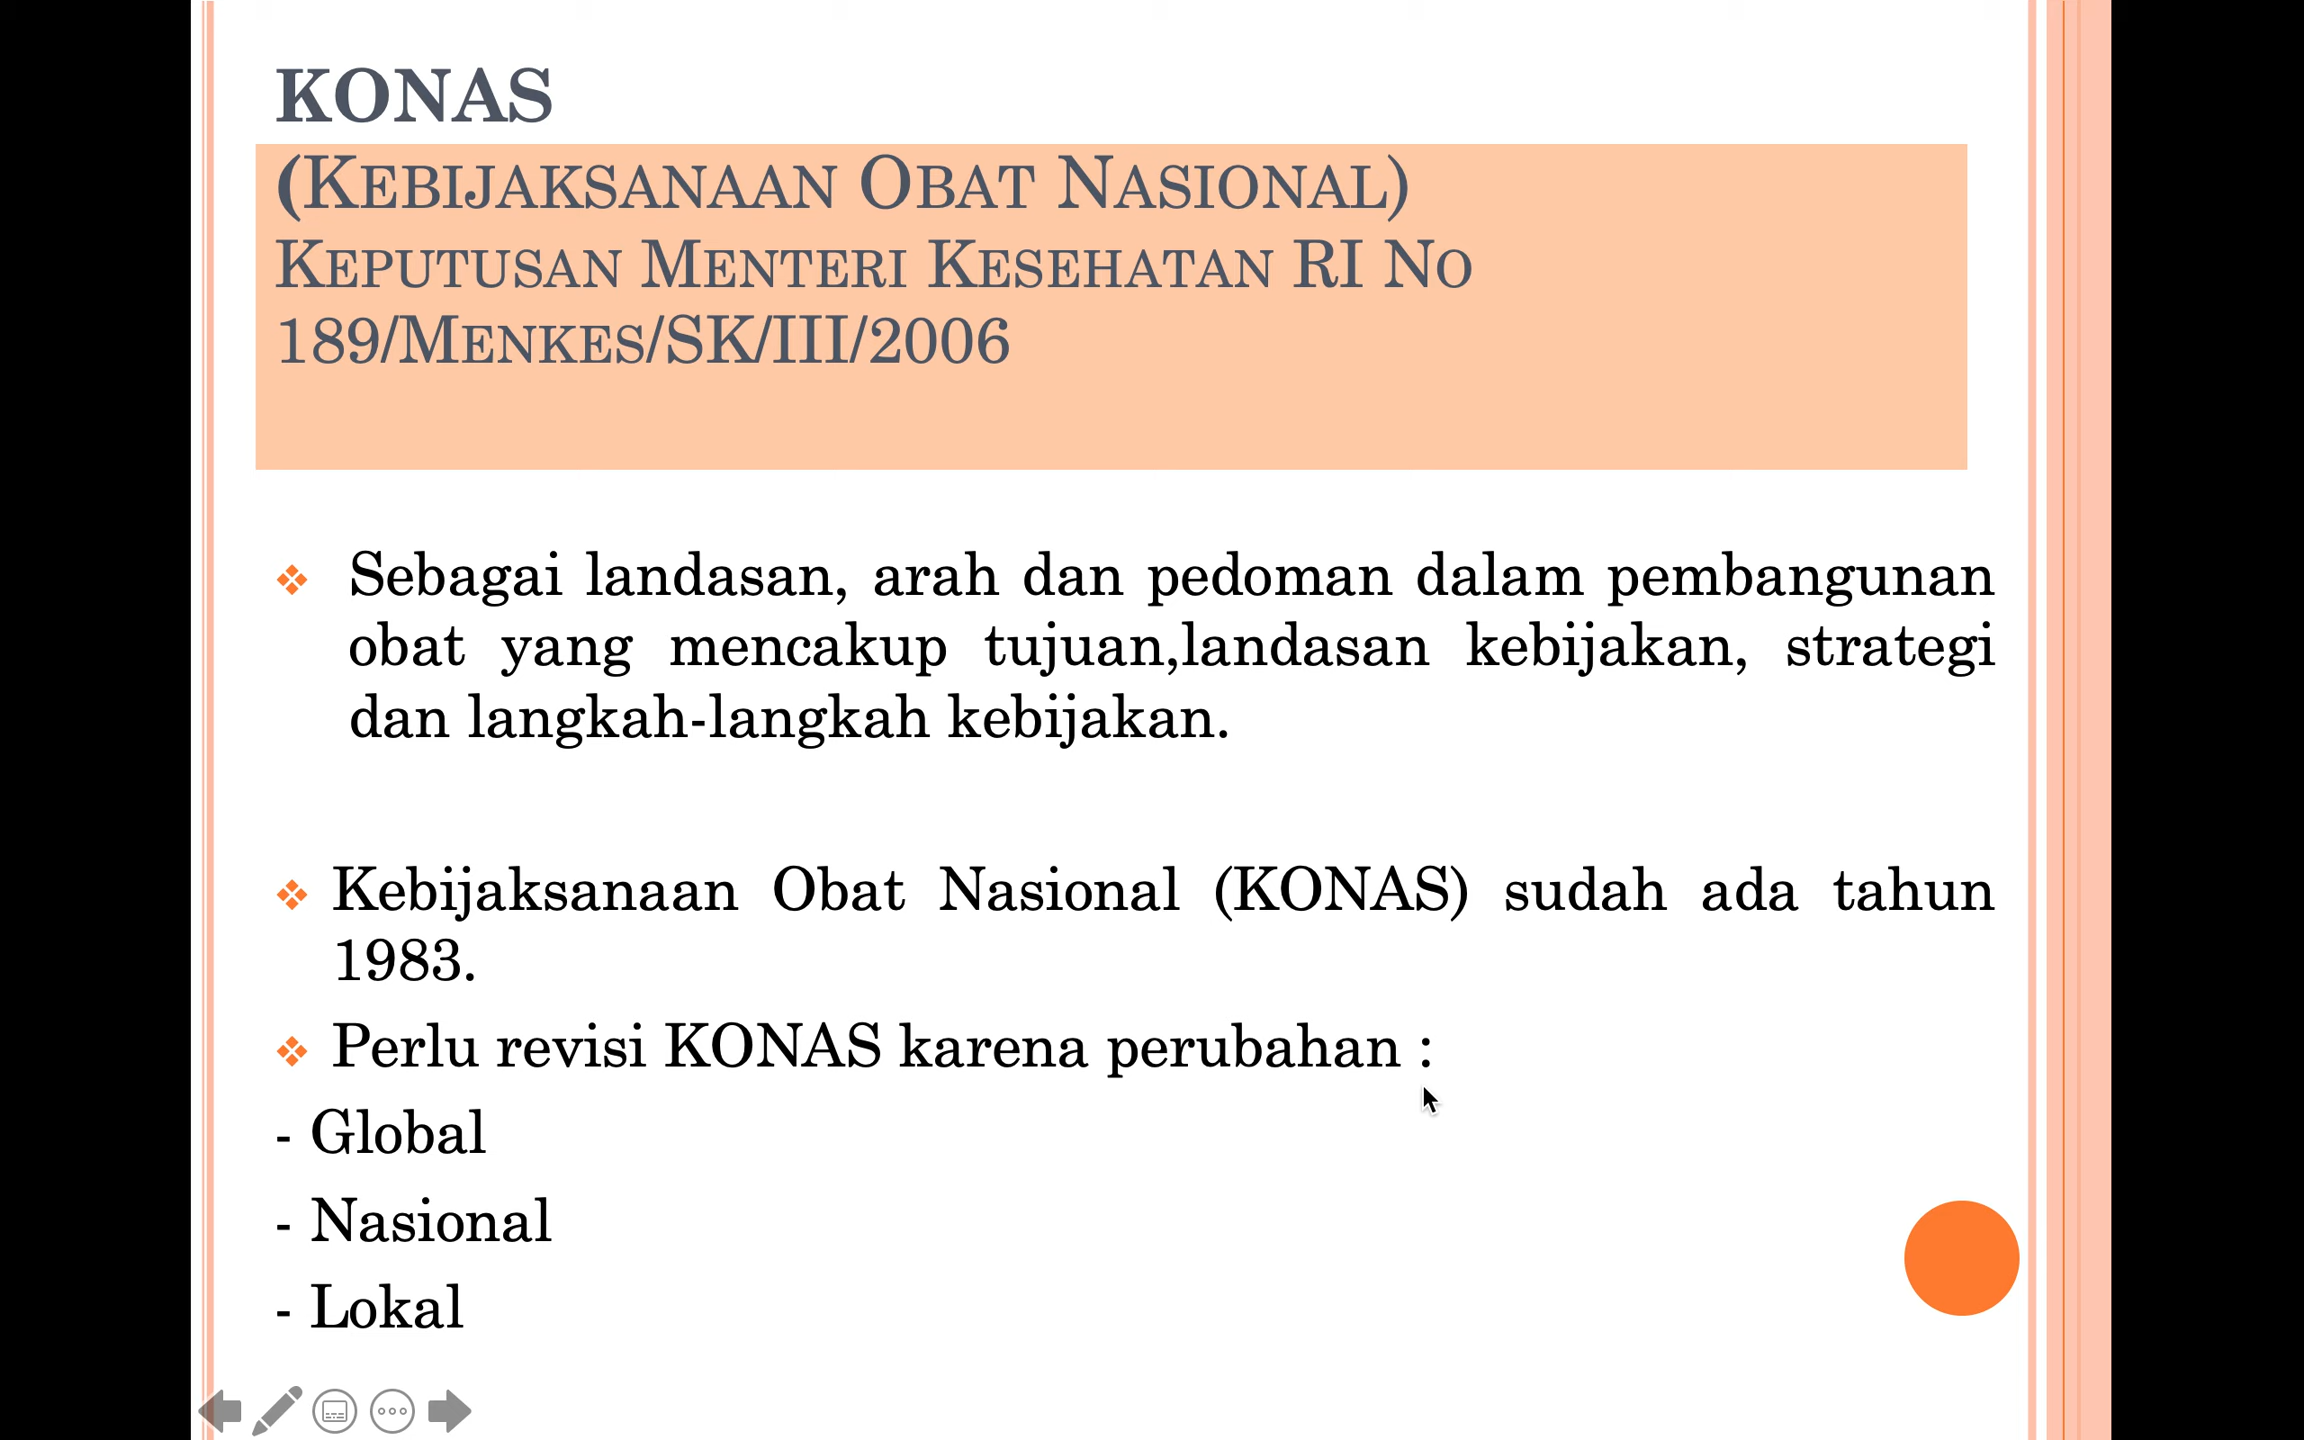 KONAS
(Kebijaksanaan Obat Nasional)
Keputusan Menteri Kesehatan RI No
189/Menkes/SK/III/2006
Sebagai landasan, arah dan pedoman dalam pembangunan
obat yang mencakup tujuan,landasan kebijakan, strategi
dan langkah-langkah kebijakan.
Kebijaksanaan Obat Nasional (KONAS) sudah ada tahun
1983.
Perlu revisi KONAS karena perubahan :
- Global
- Nasional
- Lokal